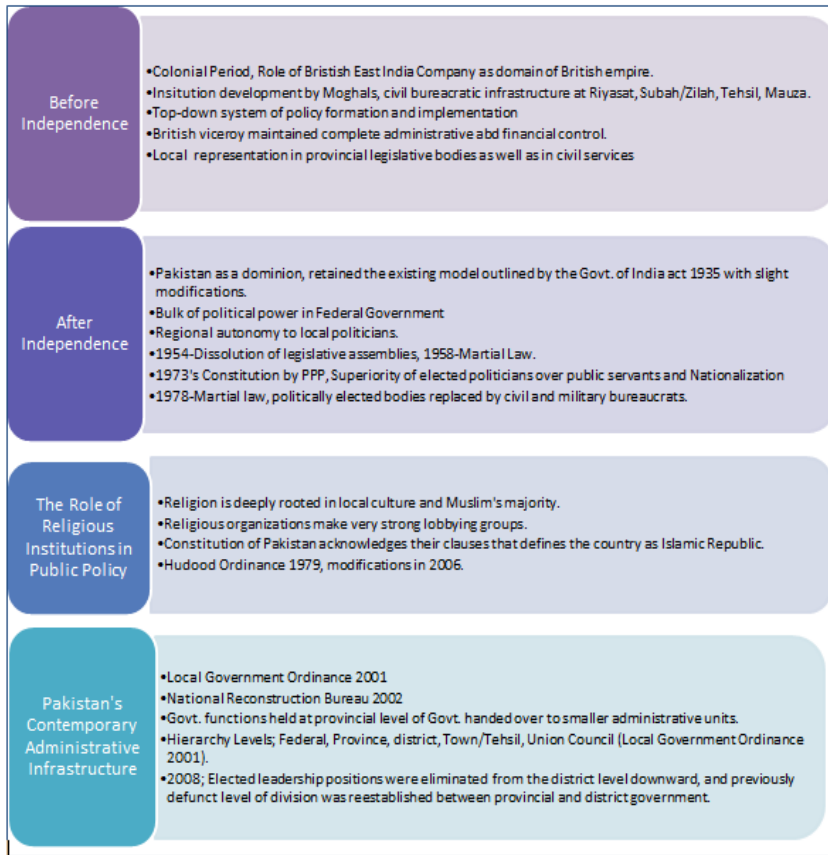 Before
Independence
•Colonial Period, Role of Bristish East India Company as domain of British empire.
•Insitution development by Moghals, civil bureacratic infrastructure at Riyasat, Subah/Zilah, Tehsil, Mauza.
•Top-down system of policy formation and implementation
•British viceroy maintained complete administrative abd financial control.
•Local representation in provincial legislative bodies as well as in civil services
After
Independence
•Pakistan as a dominion, retained the existing model outlined by the Govt. of India act 1935 with slight
modifications.
•Bulk of political power in Federal Government
•Regional autonomy to local politicians.
•1954-Dissolution of legislative assemblies, 1958-Martial Law.
•1973's Constitution by PPP, Superiority of elected politicians over public servants and Nationalization
•1978-Martial law, politically elected bodies replaced by civil and military bureaucrats.
The Role of
Religious
Institutions in
Public Policy
•Religion is deeply rooted in local culture and Muslim's majority.
•Religious organizations make very strong lobbying groups.
•Constitution of Pakistan acknowledges their clauses that defines the country as Islamic Republic.
•Hudood Ordinance 1979, modifications in 2006.
Pakistan's
Contemporary
Administrative
Infrastructure
•Local Government Ordinance 2001
•National Reconstruction Bureau 2002
•Govt. functions held at provincial level of Govt. handed over to smaller administrative units.
•Hierarchy Levels; Federal, Province, district, Town/Tehsil, Union Council (Local Government Ordinance
2001).
•2008; Elected leadership positions were eliminated from the district level downward, and previously
defunct level of division was reestablished between provincial and district government.